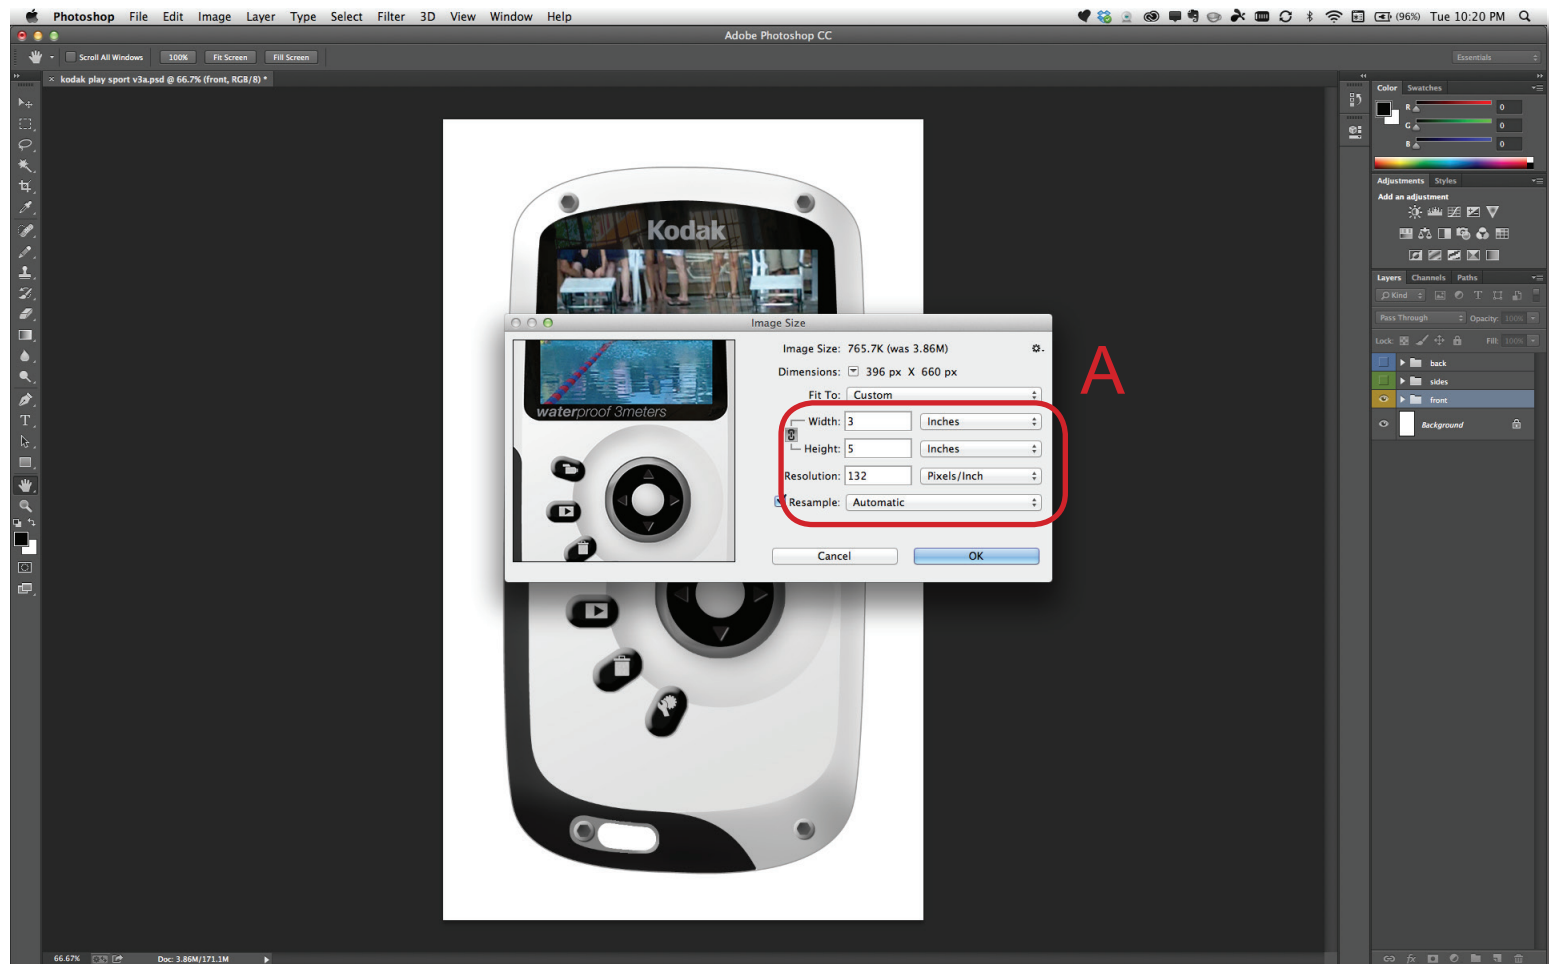 Photoshop File Edit Image Layer Type Select Filter 3D View Window Help (96%) Tue 10:20 PM
Adobe Photoshop CC
Scroll All Windows 100% Fit Screen Fill Screen Essentials
× kodak play sport v3a.psd @ 66.7% (front, RGB/8) *
Color Swatches
R 0
G 0
B 0
Adjustments Styles
Add an adjustment
Kodak
Layers Channels Paths
Kind
Pass Through Opacity: 100%
Lock: Fill: 100%
back
sides
front
Background
Image Size
Image Size: 765.7K (was 3.86M)
Dimensions: 396 px X 660 px
Fit To: Custom
Width: 3 Inches
Height: 5 Inches
Resolution: 132 Pixels/Inch
Resample: Automatic
Cancel OK
waterproof 3meters
A
66.67% Doc: 3.86M/171.1M